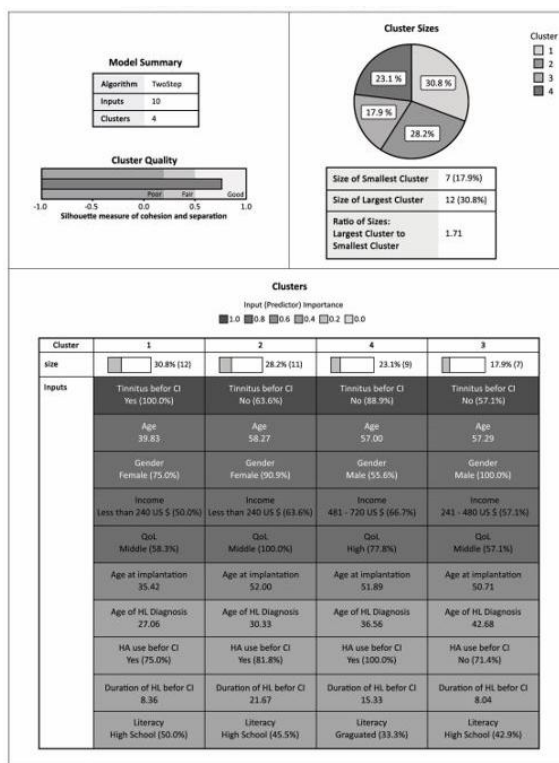 Model Summary
Algorithm TwoStep
Inputs 10
Clusters 4
Cluster Quality
Poor Fair Good
-1.0 -0.5 0.0 0.5 1.0
Silhouette measure of cohesion and separation
Cluster Sizes
23.1 % 30.8 %
17.9 %
28.2%
Cluster
1
2
3
4
Size of Smallest Cluster 7 (17.9%)
Size of Largest Cluster 12 (30.8%)
Ratio of Sizes:
Largest Cluster to 1.71
Smallest Cluster
Clusters
Input (Predictor) Importance
1.0 0.8 0.6 0.4 0.2 0.0
Cluster 1 2 4 3
size 30.8% (12) 28.2% (11) 23.1% (9) 17.9% (7)
Inputs Tinnitus befor CI Tinnitus befor CI Tinnitus befor CI Tinnitus befor CI
Yes (100.0%) No (63.6%) No (88.9%) No (57.1%)
Age Age Age Age
39.83 58.27 57.00 57.29
Gender Gender Gender Gender
Female (75.0%) Female (90.9%) Male (55.6%) Male (100.0%)
Income Income Income Income
Less than 240 US $ (50.0%) Less than 240 US $ (63.6%) 481 - 720 US $ (66.7%) 241 - 480 US $ (57.1%)
QoL QoL QoL QoL
Middle (58.3%) Middle (100.0%) High (77.8%) Middle (57.1%)
Age at implantation Age at implantation Age at implantation Age at implantation
35.42 52.00 51.89 50.71
Age of HL Diagnosis Age of HL Diagnosis Age of HL Diagnosis Age of HL Diagnosis
27.06 30.33 36.56 42.68
HA use befor CI HA use befor CI HA use befor CI HA use befor CI
Yes (75.0%) Yes (81.8%) Yes (100.0%) No (71.4%)
Duration of HL befor CI Duration of HL befor CI Duration of HL befor CI Duration of HL befor CI
8.36 21.67 15.33 8.04
Literacy Literacy Literacy Literacy
High School (50.0%) High School (45.5%) Graguated (33.3%) High School (42.9%)